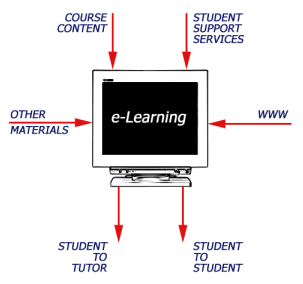 COURSE
CONTENT
STUDENT
SUPPORT
SERVICES
OTHER
MATERIALS
e-Learning
WWW
STUDENT
TO
TUTOR
STUDENT
TO
STUDENT